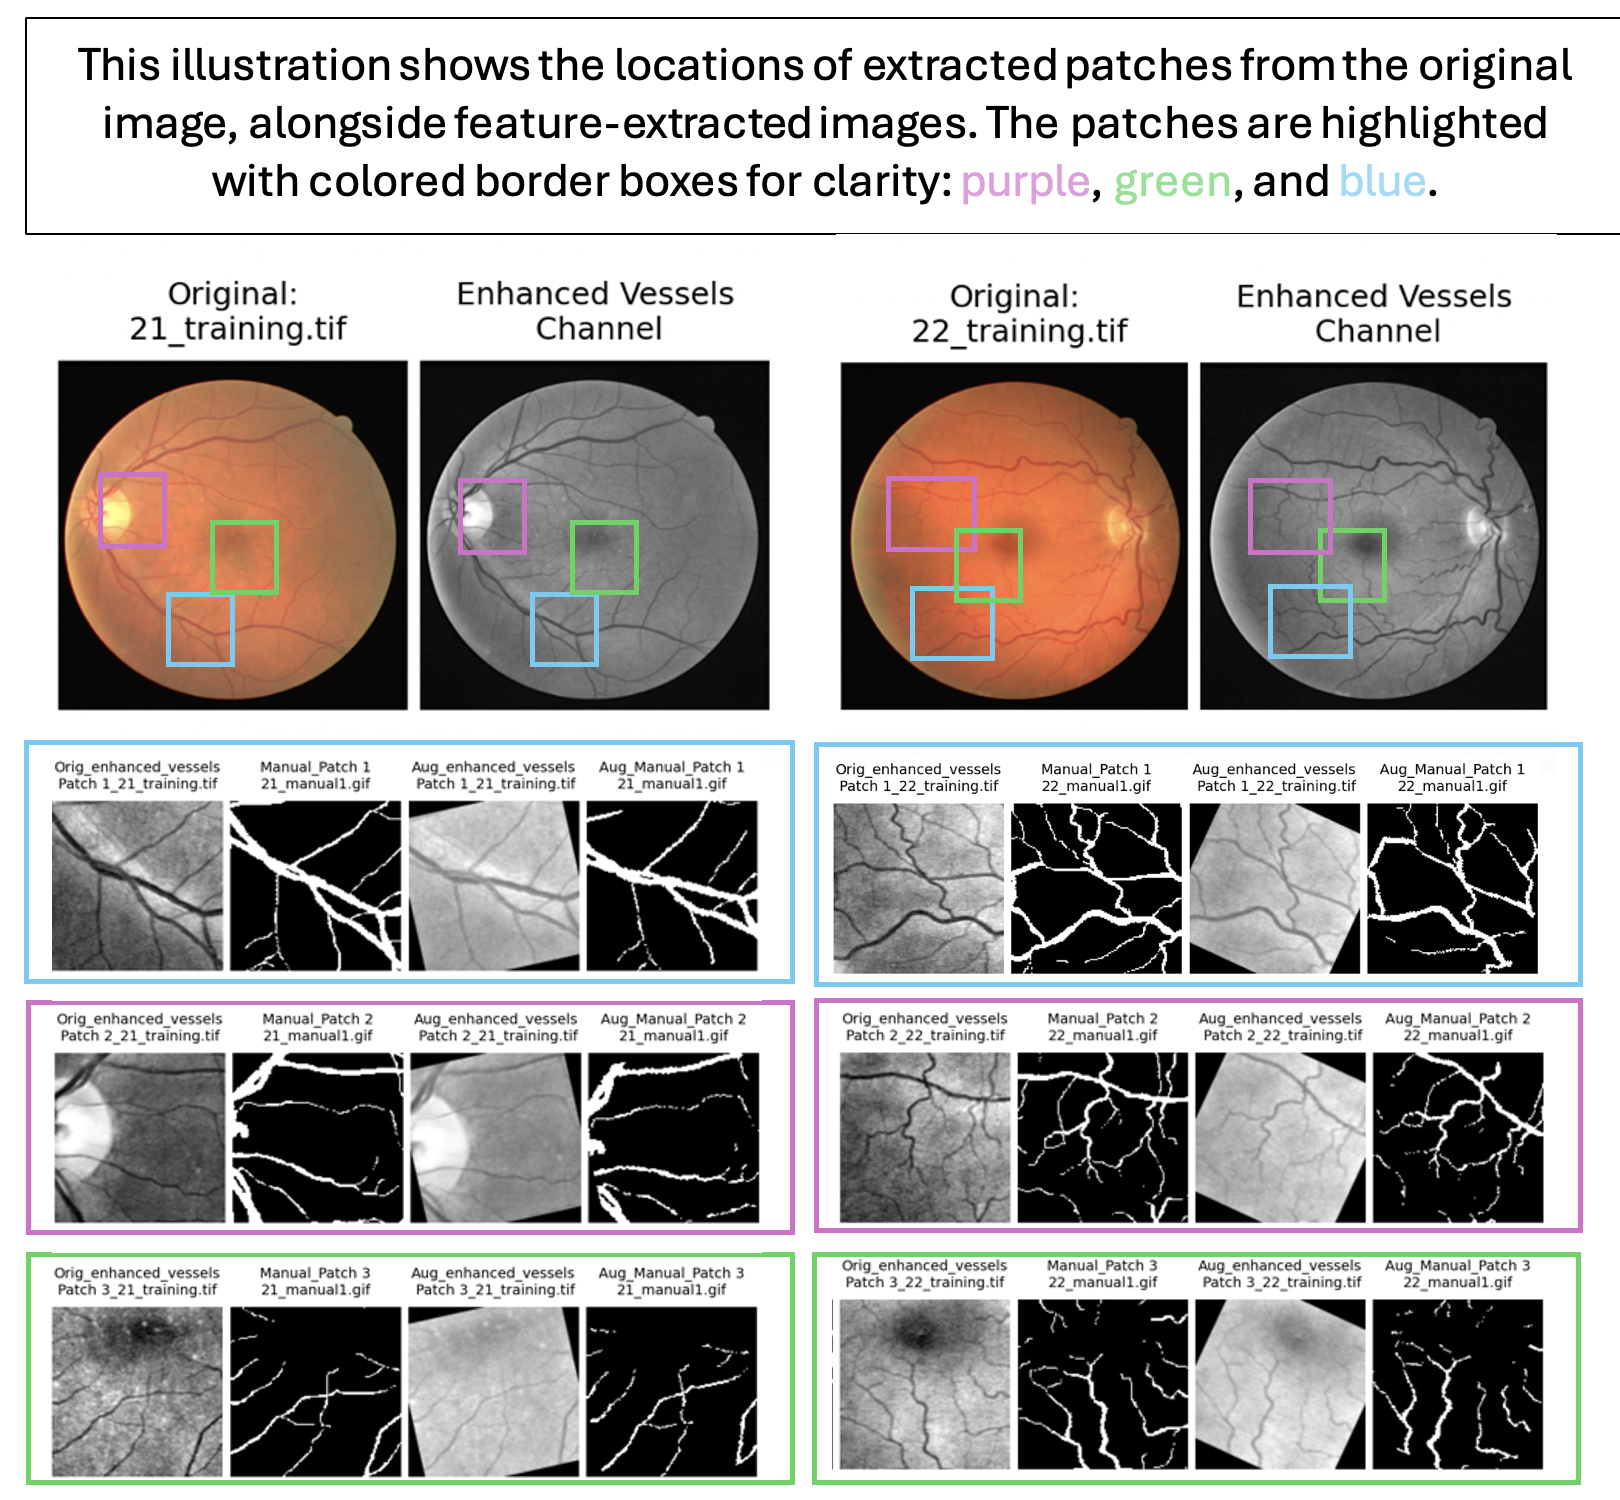 This illustration shows the locations of extracted patches from the original
image, alongside feature-extracted images. The patches are highlighted
with colored border boxes for clarity: purple, green, and blue.
Original:
21_training.tif
Enhanced Vessels
Channel
Original:
22_training.tif
Enhanced Vessels
Channel
Orig_enhanced_vessels
Patch 1_21_training.tif
Manual_Patch 1
21_manual1.gif
Aug_enhanced_vessels
Patch 1_21_training.tif
Aug_Manual_Patch 1
21_manual1.gif
Orig_enhanced_vessels
Patch 1_22_training.tif
Manual_Patch 1
22_manual1.gif
Aug_enhanced_vessels
Patch 1_22_training.tif
Aug_Manual_Patch 1
22_manual1.gif
Orig_enhanced_vessels
Patch 2_21_training.tif
Manual_Patch 2
21_manual1.gif
Aug_enhanced_vessels
Patch 2_21_training.tif
Aug_Manual_Patch 2
21_manual1.gif
Orig_enhanced_vessels
Patch 2_22_training.tif
Manual_Patch 2
22_manual1.gif
Aug_enhanced_vessels
Patch 2_22_training.tif
Aug_Manual_Patch 2
22_manual1.gif
Orig_enhanced_vessels
Patch 3_21_training.tif
Manual_Patch 3
21_manual1.gif
Aug_enhanced_vessels
Patch 3_21_training.tif
Aug_Manual_Patch 3
21_manual1.gif
Orig_enhanced_vessels
Patch 3_22_training.tif
Manual_Patch 3
22_manual1.gif
Aug_enhanced_vessels
Patch 3_22_training.tif
Aug_Manual_Patch 3
22_manual1.gif